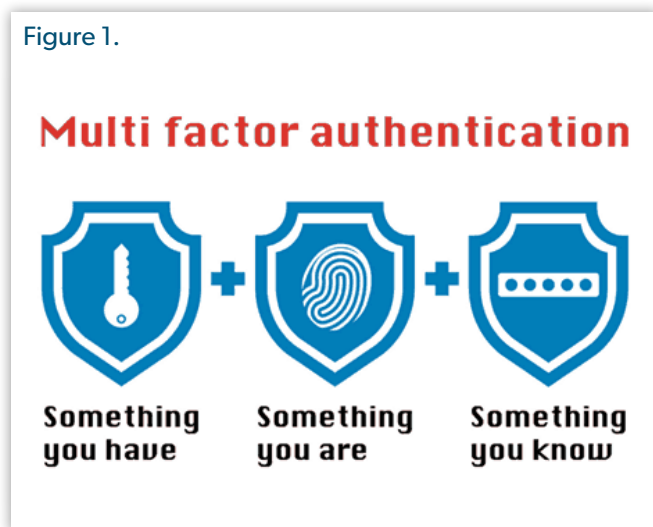 Figure 1.
Multi factor authentication
Something
you have
Something
you are
Something
you know